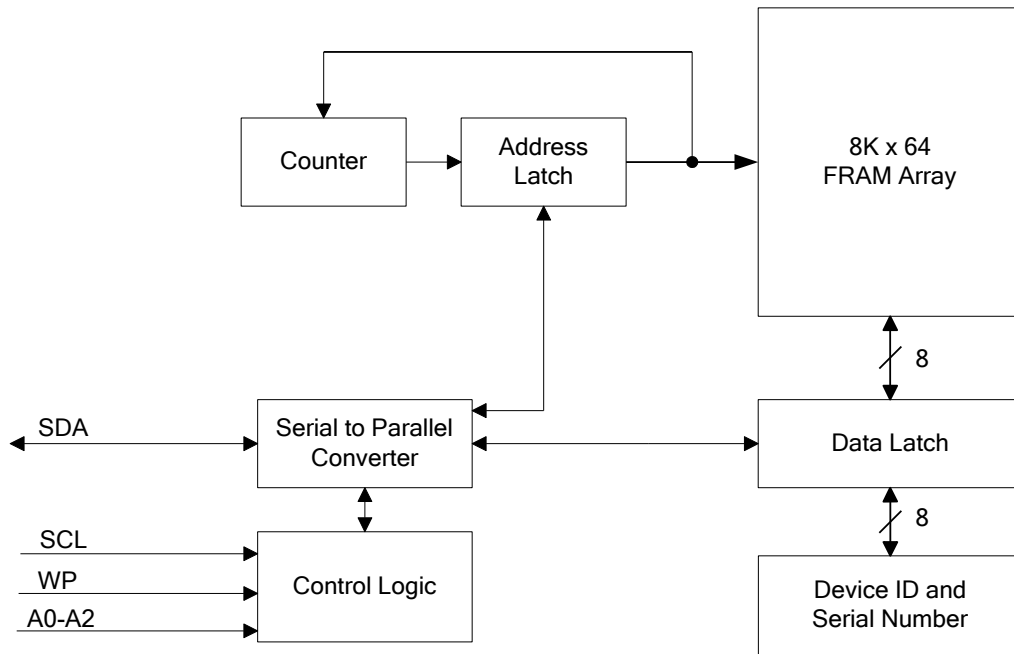 8K x 64
FRAM Array
Counter
Address
Latch
8
SDA
Serial to Parallel
Converter
Data Latch
8
SCL
WP
A0-A2
Control Logic
Device ID and
Serial Number